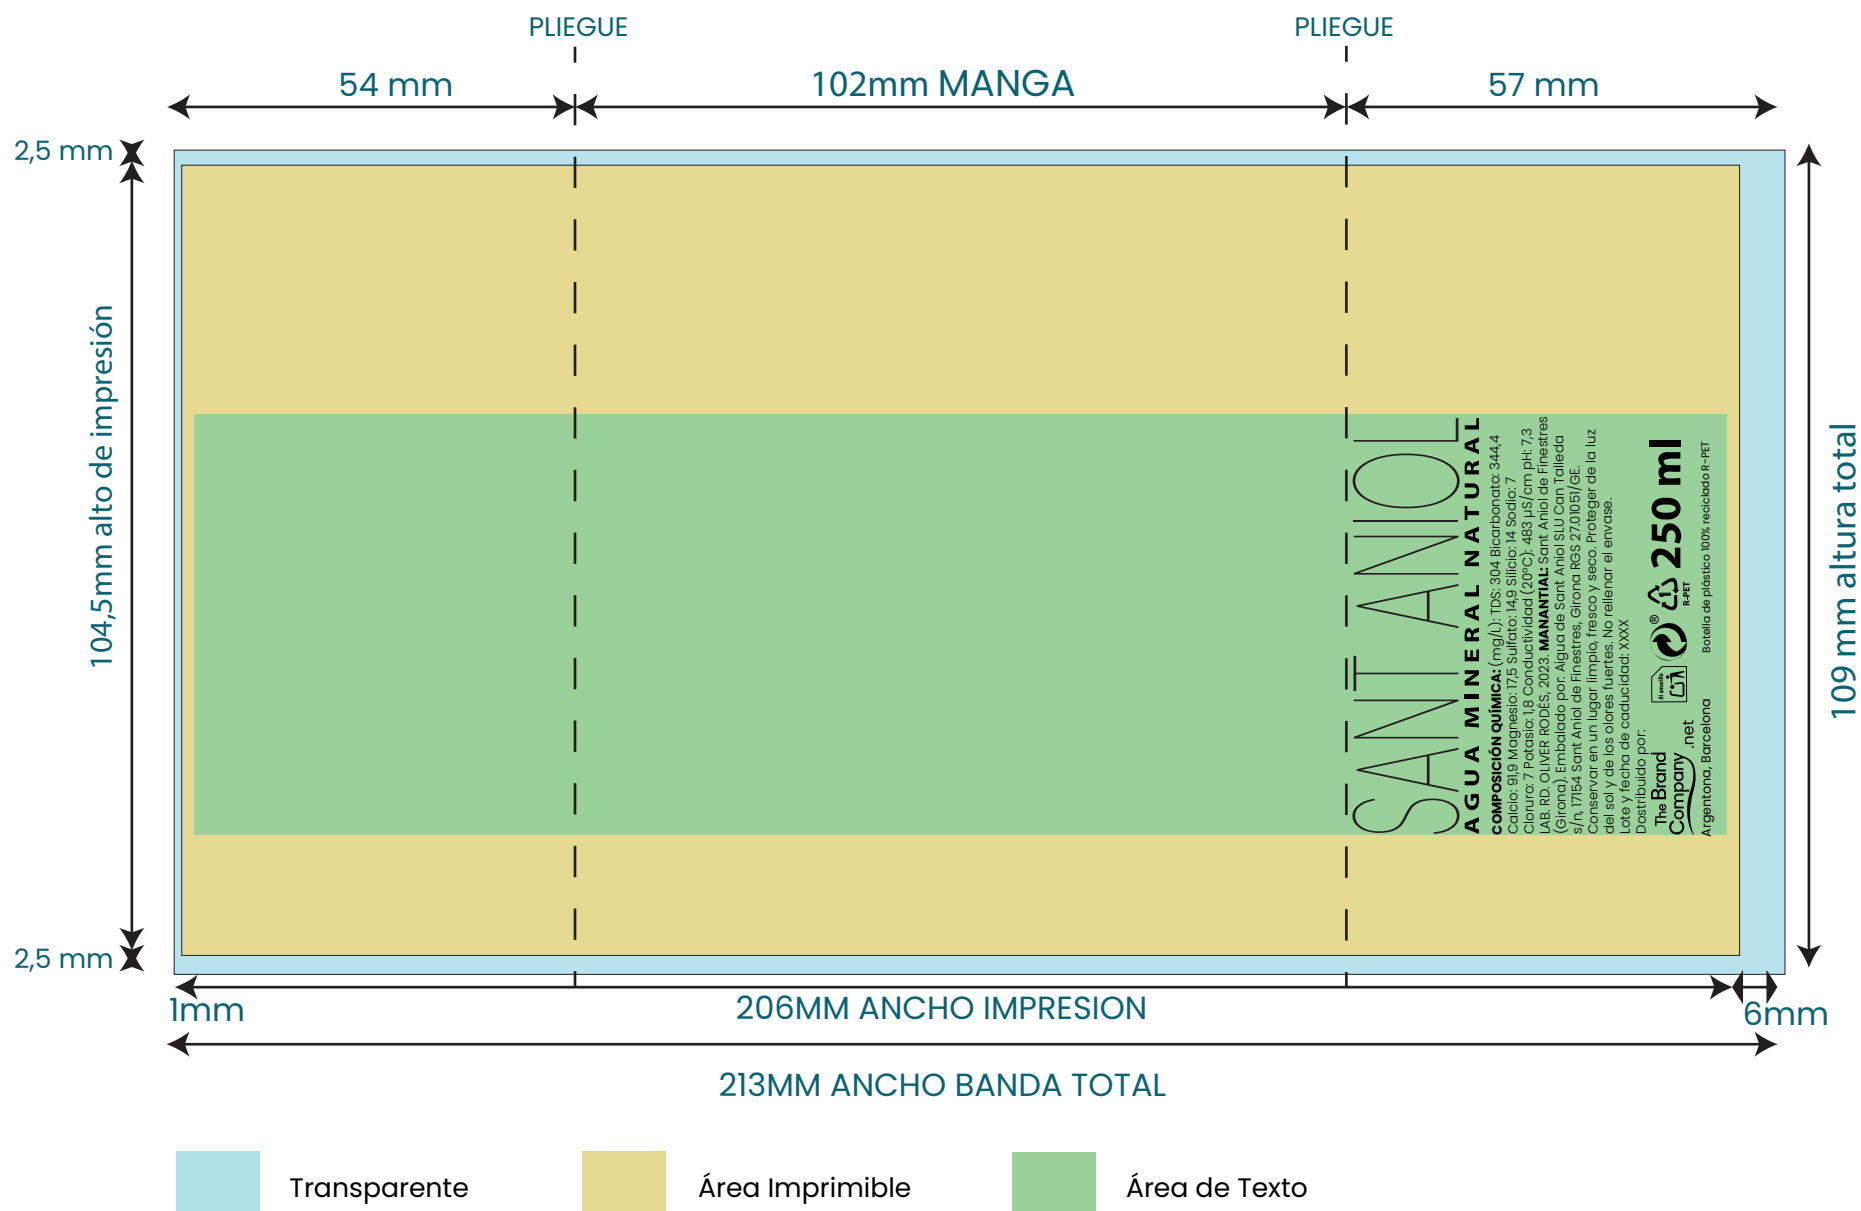 PLIEGUE
PLIEGUE
54 mm
102mm MANGA
57 mm
2,5 mm
104,5mm alto de impresión
2,5 mm
109 mm altura total
SANT ANIOL
AGUA MINERAL NATURAL
COMPOSICIÓN QUÍMICA: (mg/L): TDS: 304 Bicarbonato: 344,4
Calcio: 91,9 Magnesio: 17,5 Sulfato: 14,9 Silicio: 14 Sodio: 7
Cloruro: 7 Potasio: 1,8 Conductividad (20ºC): 483 µS/cm pH: 7,3
LAB. RD. OLIVER RODÉS, 2023. MANANTIAL: Sant Aniol de Finestres
(Girona). Embalado por: Aigua de Sant Aniol SLU Can Talleda
s/n, 17154 Sant Aniol de Finestres, Girona RGS 27.01051/GE.
Conservar en un lugar limpio, fresco y seco. Proteger de la luz
del sol y de los olores fuertes. No rellenar el envase.
Lote y fecha de caducidad: XXXX
Dostribuido por:
The Brand
Company .net
Al amarillo
®
1
R-PET
250 ml
Argentona, Barcelona
Botella de plástico 100% reciclado R-PET
1mm
206MM ANCHO IMPRESION
6mm
213MM ANCHO BANDA TOTAL
Transparente
Área Imprimible
Área de Texto